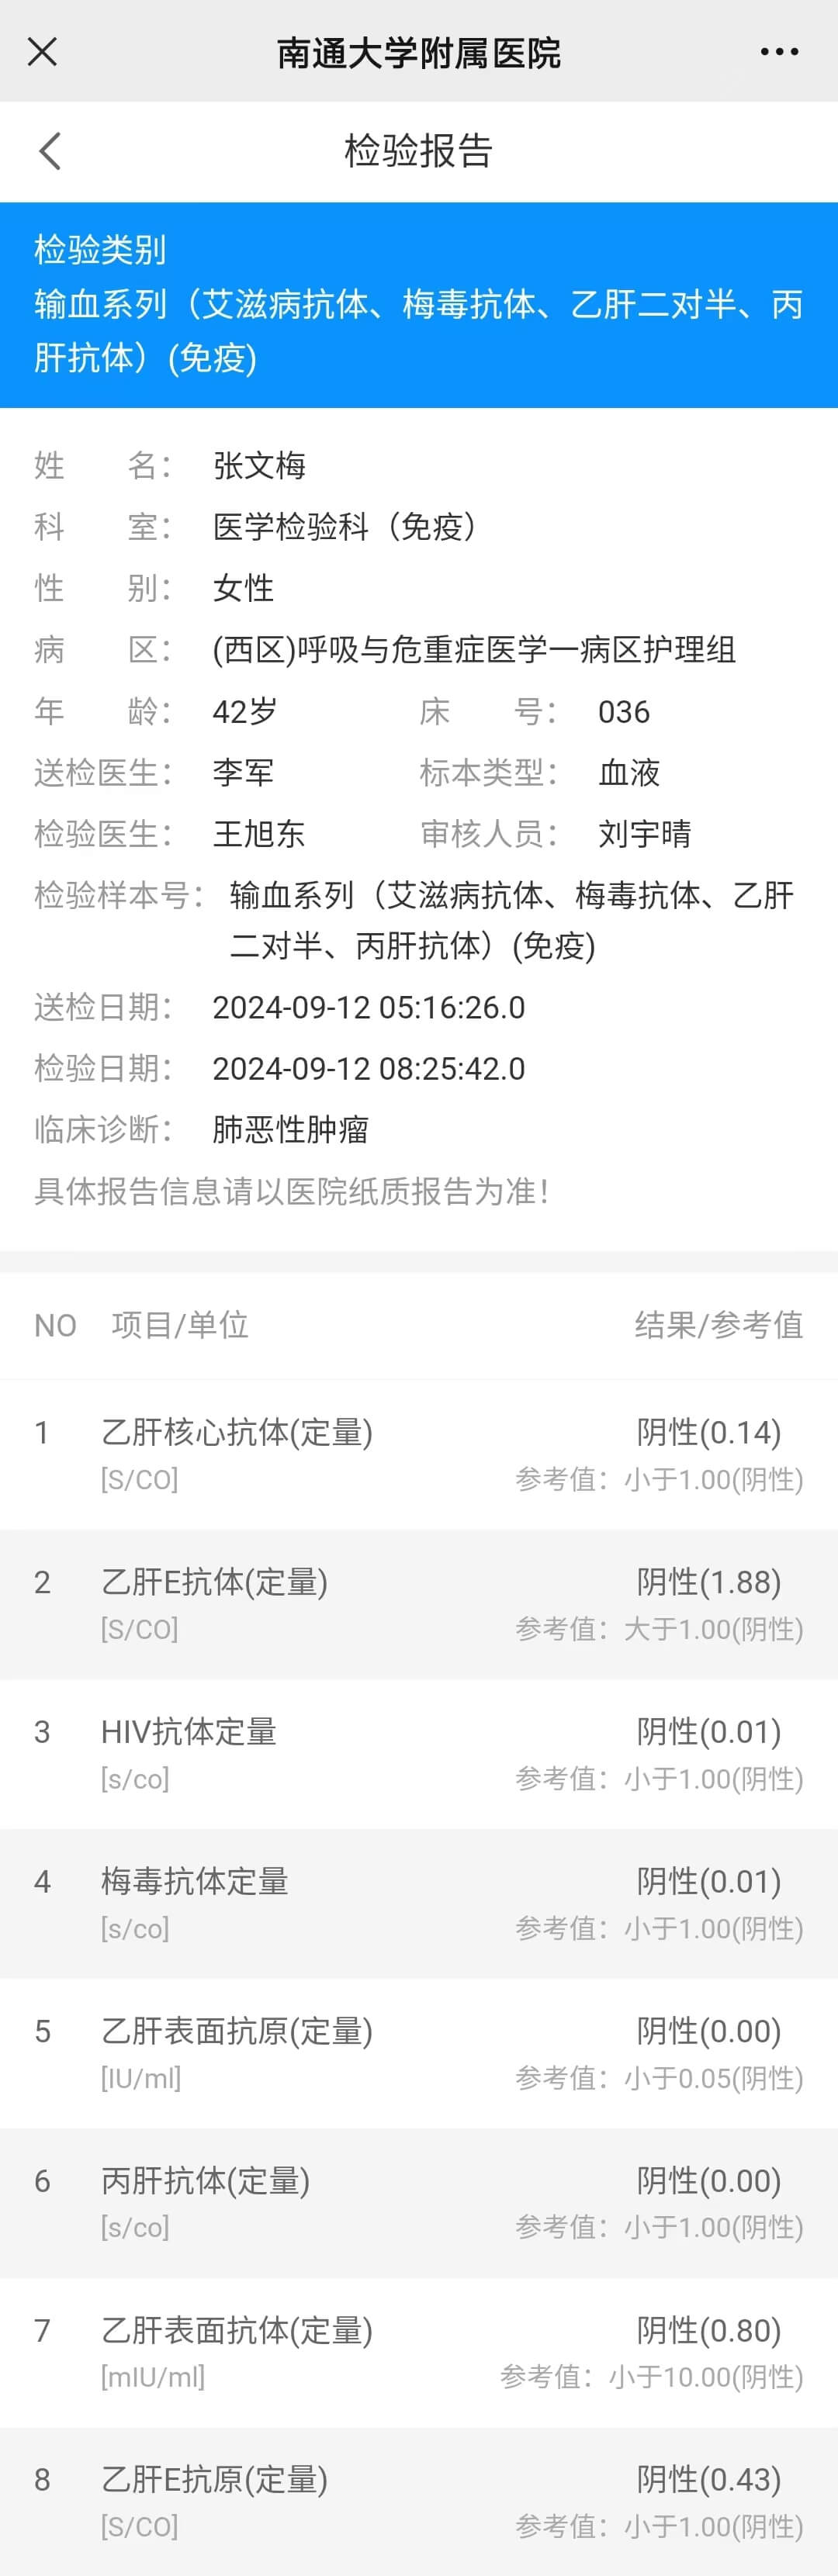 南通大学附属医院
检验报告
检验类别
输血系列（艾滋病抗体、梅毒抗体、乙肝二对半、丙
肝抗体）(免疫)
姓 名： 张文梅
科 室： 医学检验科（免疫）
性 别： 女性
病 区： (西区)呼吸与危重症医学一病区护理组
年 龄： 42岁 床 号： 036
送检医生： 李军 标本类型： 血液
检验医生： 王旭东 审核人员： 刘宇晴
检验样本号： 输血系列（艾滋病抗体、梅毒抗体、乙肝
二对半、丙肝抗体）(免疫)
送检日期： 2024-09-12 05:16:26.0
检验日期： 2024-09-12 08:25:42.0
临床诊断： 肺恶性肿瘤
具体报告信息请以医院纸质报告为准！
NO 项目/单位 结果/参考值
1 乙肝核心抗体(定量) 阴性(0.14)
[S/CO] 参考值：小于1.00(阴性)
2 乙肝E抗体(定量) 阴性(1.88)
[S/CO] 参考值：大于1.00(阴性)
3 HIV抗体定量 阴性(0.01)
[s/co] 参考值：小于1.00(阴性)
4 梅毒抗体定量 阴性(0.01)
[s/co] 参考值：小于1.00(阴性)
5 乙肝表面抗原(定量) 阴性(0.00)
[IU/ml] 参考值：小于0.05(阴性)
6 丙肝抗体(定量) 阴性(0.00)
[s/co] 参考值：小于1.00(阴性)
7 乙肝表面抗体(定量) 阴性(0.80)
[mIU/ml] 参考值：小于10.00(阴性)
8 乙肝E抗原(定量) 阴性(0.43)
[S/CO] 参考值：小于1.00(阴性)